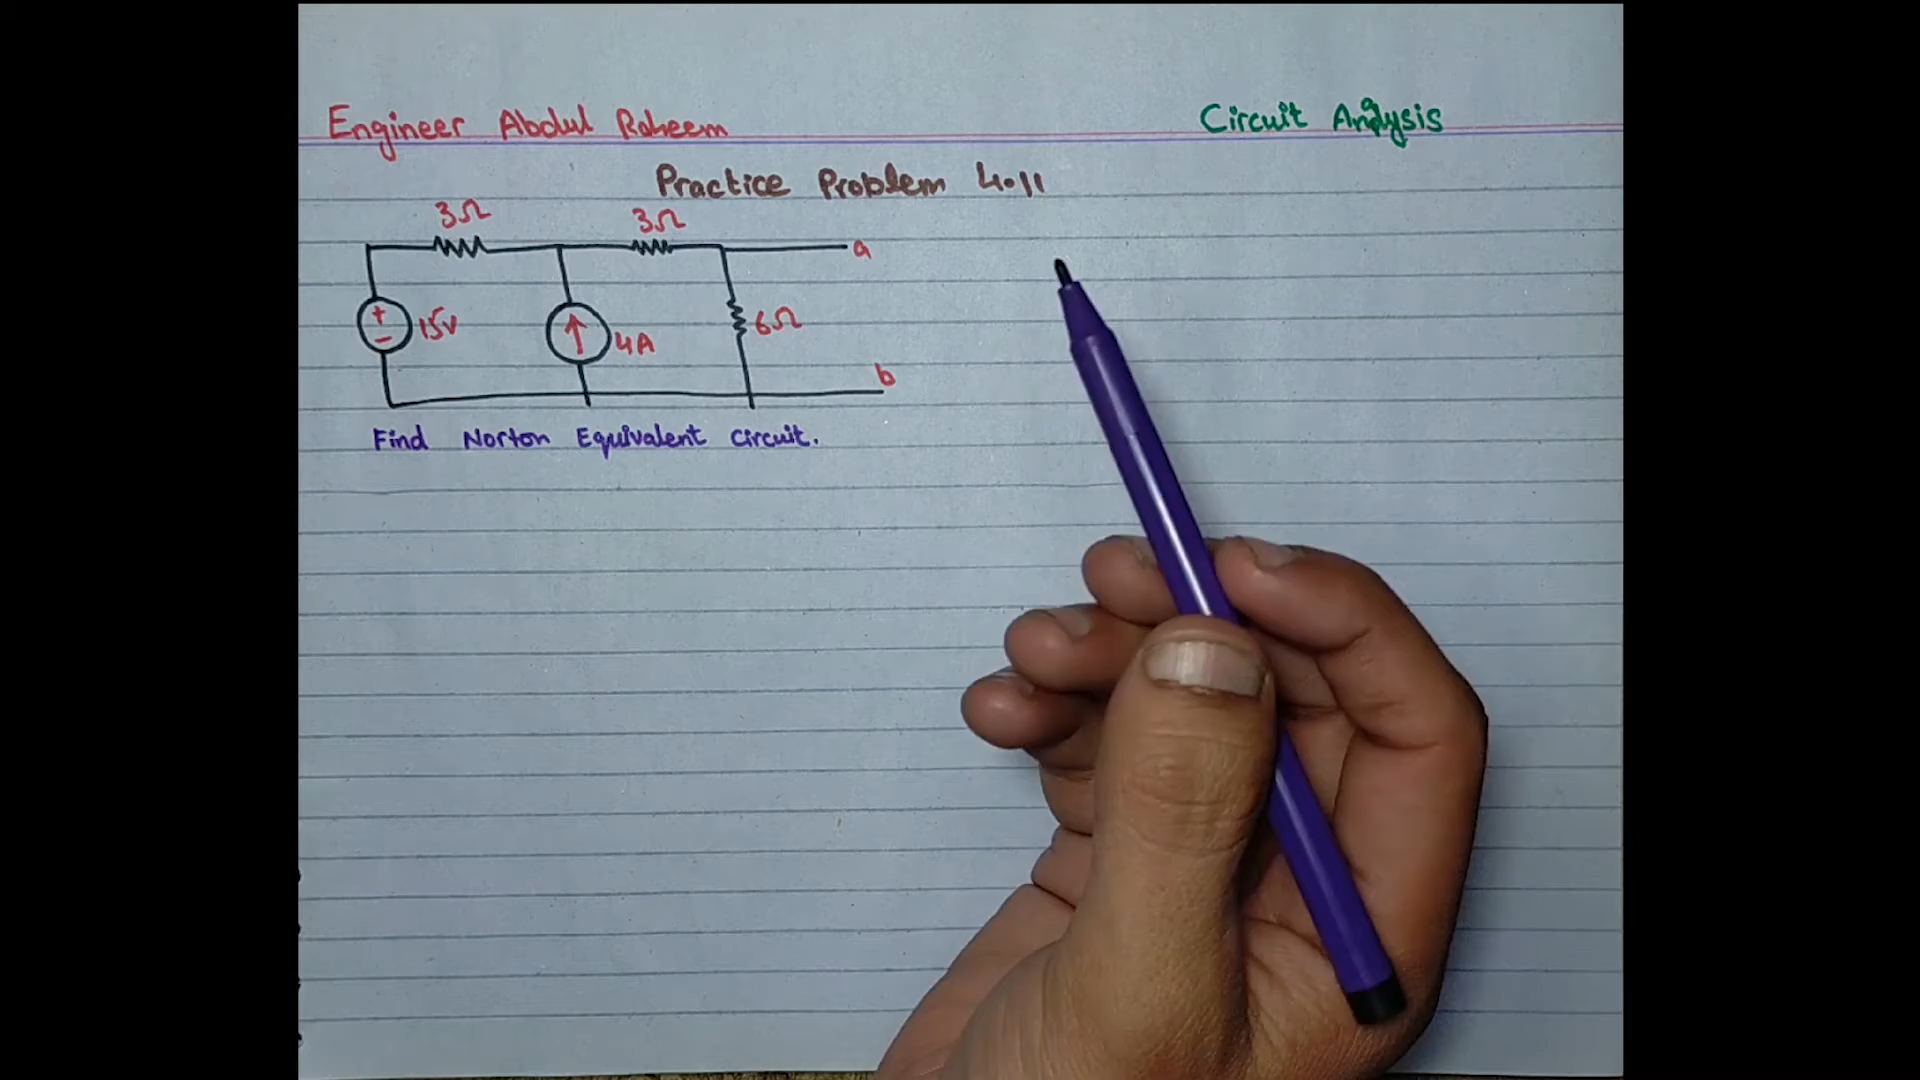 Engineer Abdul Raheem
Circuit Analysis
Practice Problem 4.11
3Ω
3Ω
a
+
-
15V
4A
6Ω
b
Find Norton Equivalent Circuit.